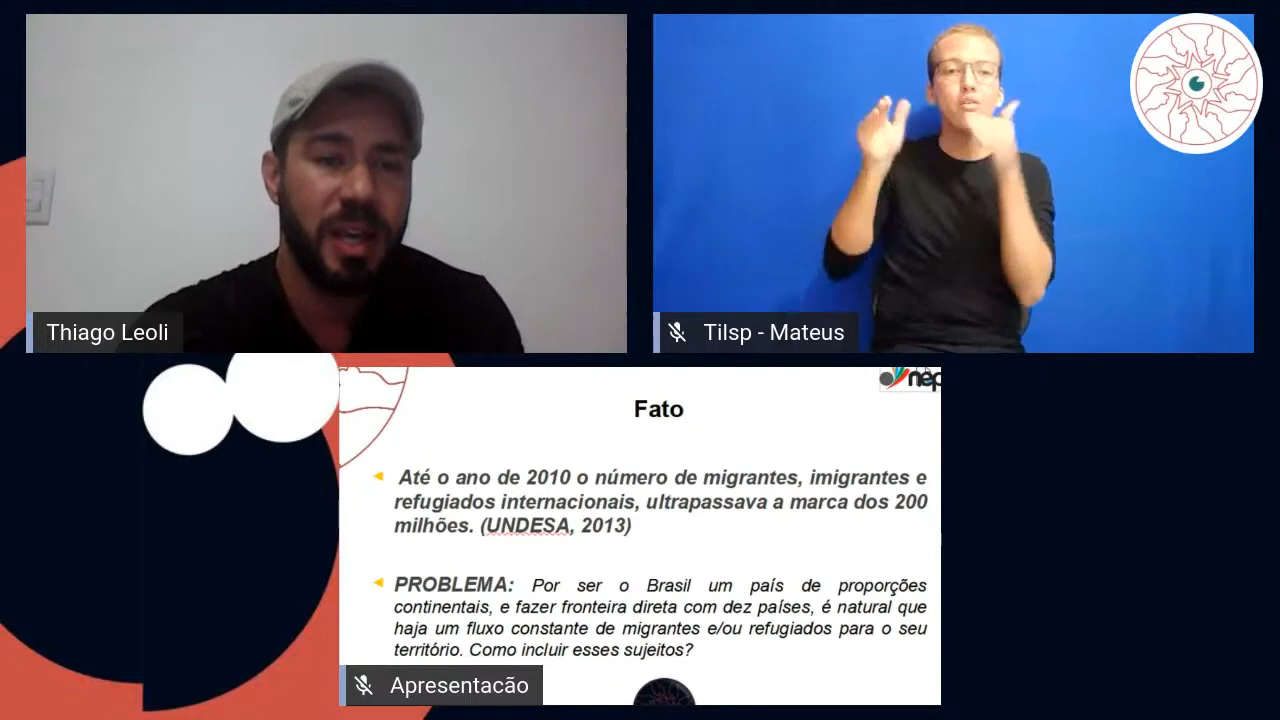 Thiago Leoli
Tilsp - Mateus
nep
Fato
Até o ano de 2010 o número de migrantes, imigrantes e
refugiados internacionais, ultrapassava a marca dos 200
milhões. (UNDESA, 2013)
PROBLEMA: Por ser o Brasil um país de proporções
continentais, e fazer fronteira direta com dez países, é natural que
haja um fluxo constante de migrantes e/ou refugiados para o seu
território. Como incluir esses sujeitos?
Apresentacão